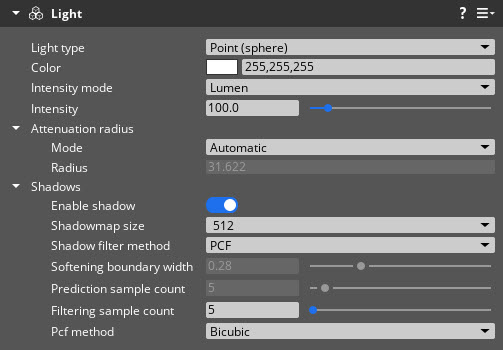 Light ?
Light type Point (sphere)
Color 255,255,255
Intensity mode Lumen
Intensity 100.0
Attenuation radius
Mode Automatic
Radius 31.622
Shadows
Enable shadow
Shadowmap size 512
Shadow filter method PCF
Softening boundary width 0.28
Prediction sample count 5
Filtering sample count 5
Pcf method Bicubic